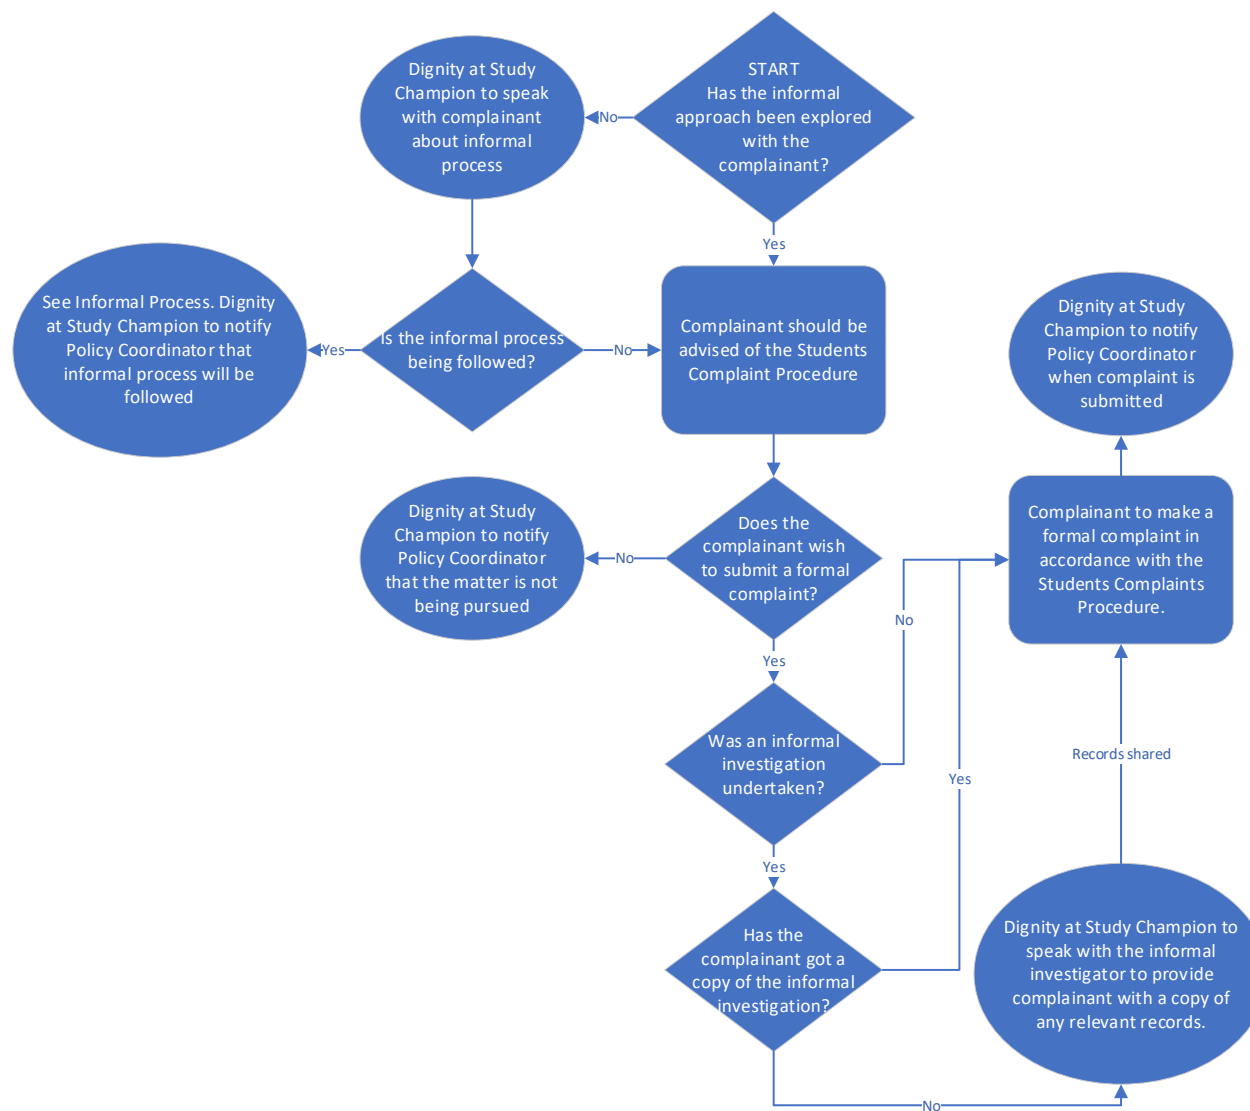 START
Has the informal
approach been explored
with the
complainant?
No
Dignity at Study
Champion to speak
with complainant
about informal
process
Yes
Is the informal process
being followed?
Yes
See Informal Process. Dignity
at Study Champion to notify
Policy Coordinator that
informal process will be
followed
No
Complainant should be
advised of the Students
Complaint Procedure
Does the
complainant wish
to submit a formal
complaint?
No
Dignity at Study
Champion to notify
Policy Coordinator
that the matter is not
being pursued
Yes
Was an informal
investigation
undertaken?
No
Yes
Has the
complainant got a
copy of the informal
investigation?
Yes
No
Dignity at Study Champion to
speak with the informal
investigator to provide
complainant with a copy of
any relevant records.
Records shared
Complainant to make a
formal complaint in
accordance with the
Students Complaints
Procedure.
Dignity at Study
Champion to notify
Policy Coordinator
when complaint is
submitted